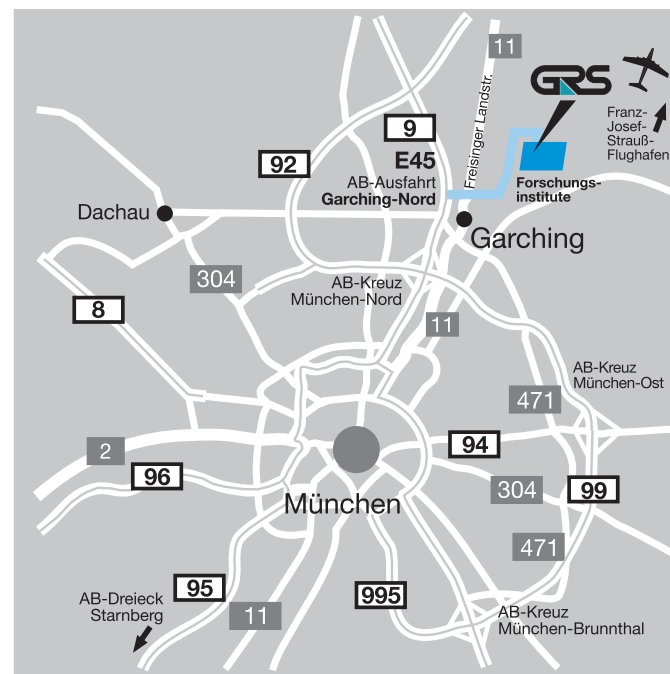 11
GRS
Franz-
Josef-
Strauß-
Flughafen
9
E45
AB-Ausfahrt
Garching-Nord
Freisinger Landstr.
92
Forschungs-
institute
Dachau
Garching
304
AB-Kreuz
München-Nord
8
11
AB-Kreuz
München-Ost
471
2
94
96
304
99
München
471
95
995
AB-Dreieck
Starnberg
11
AB-Kreuz
München-Brunnthal